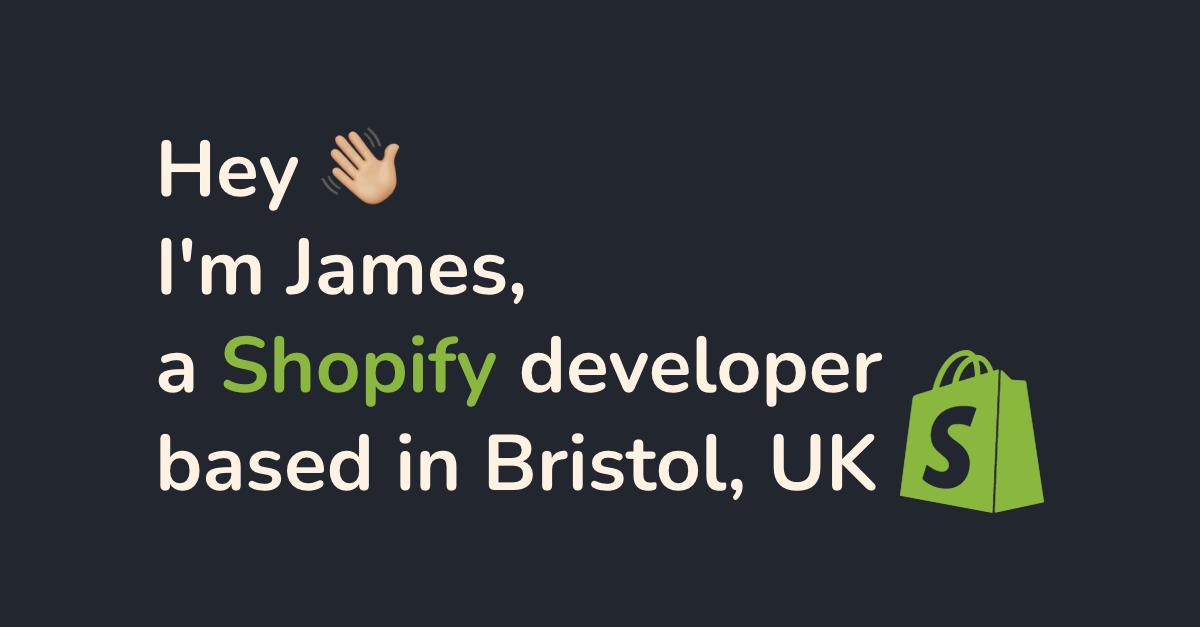 Hey 👋🏼
I'm James,
a Shopify developer
based in Bristol, UK
S